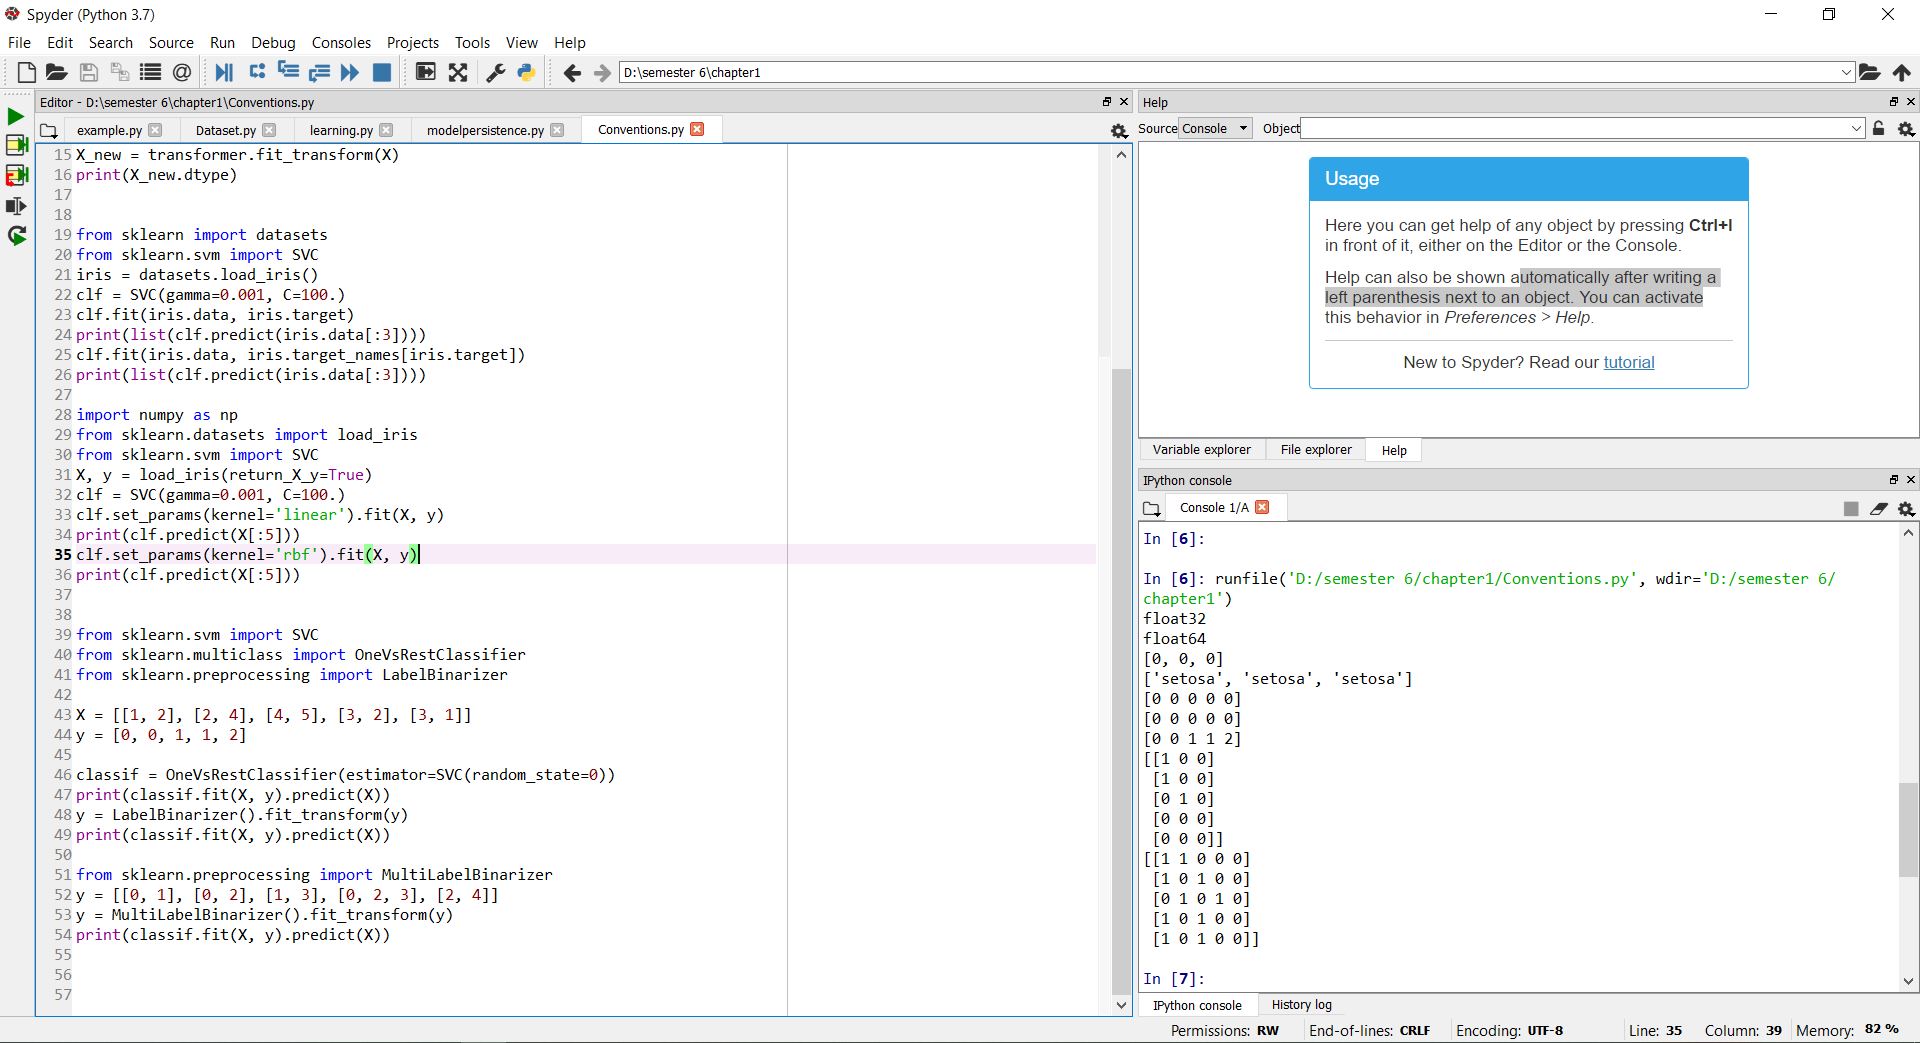 Spyder (Python 3.7)
File Edit Search Source Run Debug Consoles Projects Tools View Help
D:\semester 6\chapter1
Editor - D:\semester 6\chapter1\Conventions.py
example.py Dataset.py learning.py modelpersistence.py Conventions.py
15 X_new = transformer.fit_transform(X)
16 print(X_new.dtype)
17
18
19 from sklearn import datasets
20 from sklearn.svm import SVC
21 iris = datasets.load_iris()
22 clf = SVC(gamma=0.001, C=100.)
23 clf.fit(iris.data, iris.target)
24 print(list(clf.predict(iris.data[:3])))
25 clf.fit(iris.data, iris.target_names[iris.target])
26 print(list(clf.predict(iris.data[:3])))
27
28 import numpy as np
29 from sklearn.datasets import load_iris
30 from sklearn.svm import SVC
31 X, y = load_iris(return_X_y=True)
32 clf = SVC(gamma=0.001, C=100.)
33 clf.set_params(kernel='linear').fit(X, y)
34 print(clf.predict(X[:5]))
35 clf.set_params(kernel='rbf').fit(X, y)
36 print(clf.predict(X[:5]))
37
38
39 from sklearn.svm import SVC
40 from sklearn.multiclass import OneVsRestClassifier
41 from sklearn.preprocessing import LabelBinarizer
42
43 X = [[1, 2], [2, 4], [4, 5], [3, 2], [3, 1]]
44 y = [0, 0, 1, 1, 2]
45
46 classif = OneVsRestClassifier(estimator=SVC(random_state=0))
47 print(classif.fit(X, y).predict(X))
48 y = LabelBinarizer().fit_transform(y)
49 print(classif.fit(X, y).predict(X))
50
51 from sklearn.preprocessing import MultiLabelBinarizer
52 y = [[0, 1], [0, 2], [1, 3], [0, 2, 3], [2, 4]]
53 y = MultiLabelBinarizer().fit_transform(y)
54 print(classif.fit(X, y).predict(X))
55
56
57
Help
Source Console Object
Usage
Here you can get help of any object by pressing Ctrl+I
in front of it, either on the Editor or the Console.
Help can also be shown automatically after writing a
left parenthesis next to an object. You can activate
this behavior in Preferences > Help.
New to Spyder? Read our tutorial
Variable explorer File explorer Help
IPython console
Console 1/A
In [6]:
In [6]: runfile('D:/semester 6/chapter1/Conventions.py', wdir='D:/semester 6/
chapter1')
float32
float64
[0, 0, 0]
['setosa', 'setosa', 'setosa']
[0 0 0 0 0]
[0 0 0 0 0]
[0 0 1 1 2]
[[1 0 0]
[1 0 0]
[0 1 0]
[0 0 0]
[0 0 0]]
[[1 1 0 0 0]
[1 0 1 0 0]
[0 1 0 1 0]
[1 0 1 0 0]
[1 0 1 0 0]]
In [7]:
IPython console History log
Permissions: RW End-of-lines: CRLF Encoding: UTF-8 Line: 35 Column: 39 Memory: 82 %